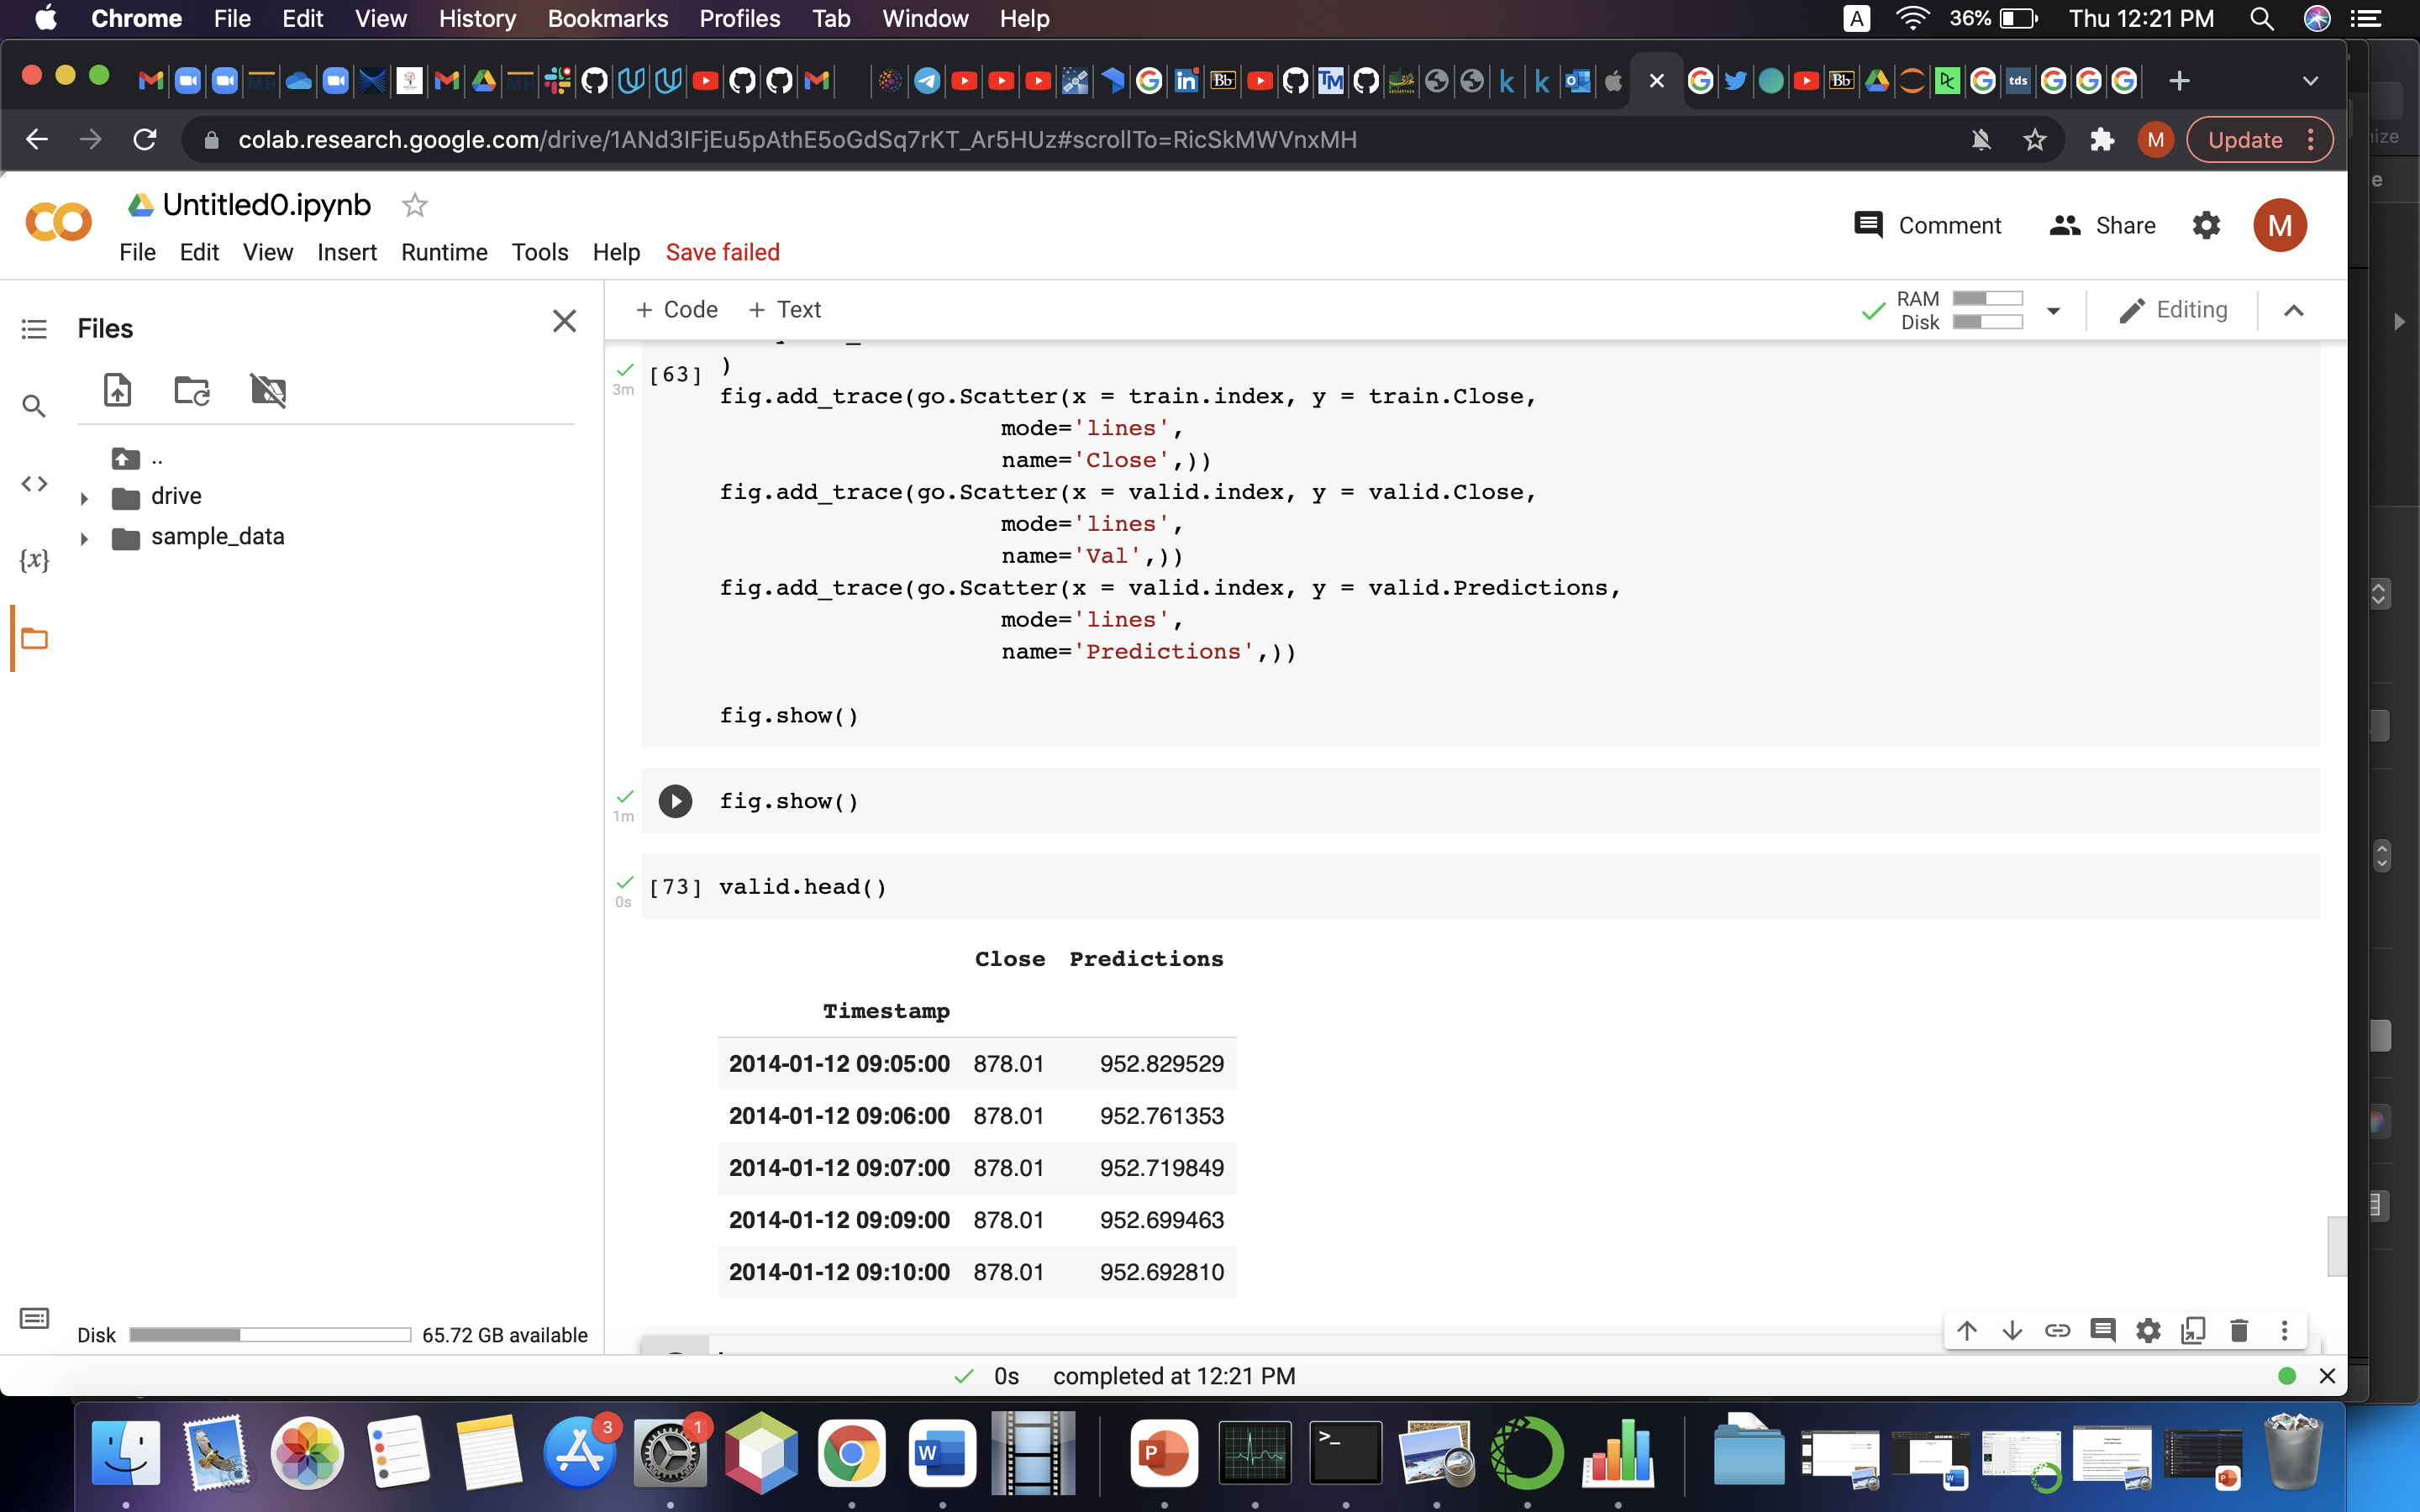 Chrome File Edit View History Bookmarks Profiles Tab Window Help
A 36% Thu 12:21 PM
colab.research.google.com/drive/1ANd3IFjEu5pAthE5oGdSq7rKT_Ar5HUz#scrollTo=RicSkMWVnxMH
M Update
Untitled0.ipynb
Comment Share M
File Edit View Insert Runtime Tools Help Save failed
Files
+ Code + Text
RAM
Disk
Editing
..
drive
sample_data
3m
[63] )
fig.add_trace(go.Scatter(x = train.index, y = train.Close,
mode='lines',
name='Close',))
fig.add_trace(go.Scatter(x = valid.index, y = valid.Close,
mode='lines',
name='Val',))
fig.add_trace(go.Scatter(x = valid.index, y = valid.Predictions,
mode='lines',
name='Predictions',))
fig.show()
1m
fig.show()
[73] valid.head()
0s
Close Predictions
Timestamp
2014-01-12 09:05:00 878.01 952.829529
2014-01-12 09:06:00 878.01 952.761353
2014-01-12 09:07:00 878.01 952.719849
2014-01-12 09:09:00 878.01 952.699463
2014-01-12 09:10:00 878.01 952.692810
Disk 65.72 GB available
0s completed at 12:21 PM
3
1